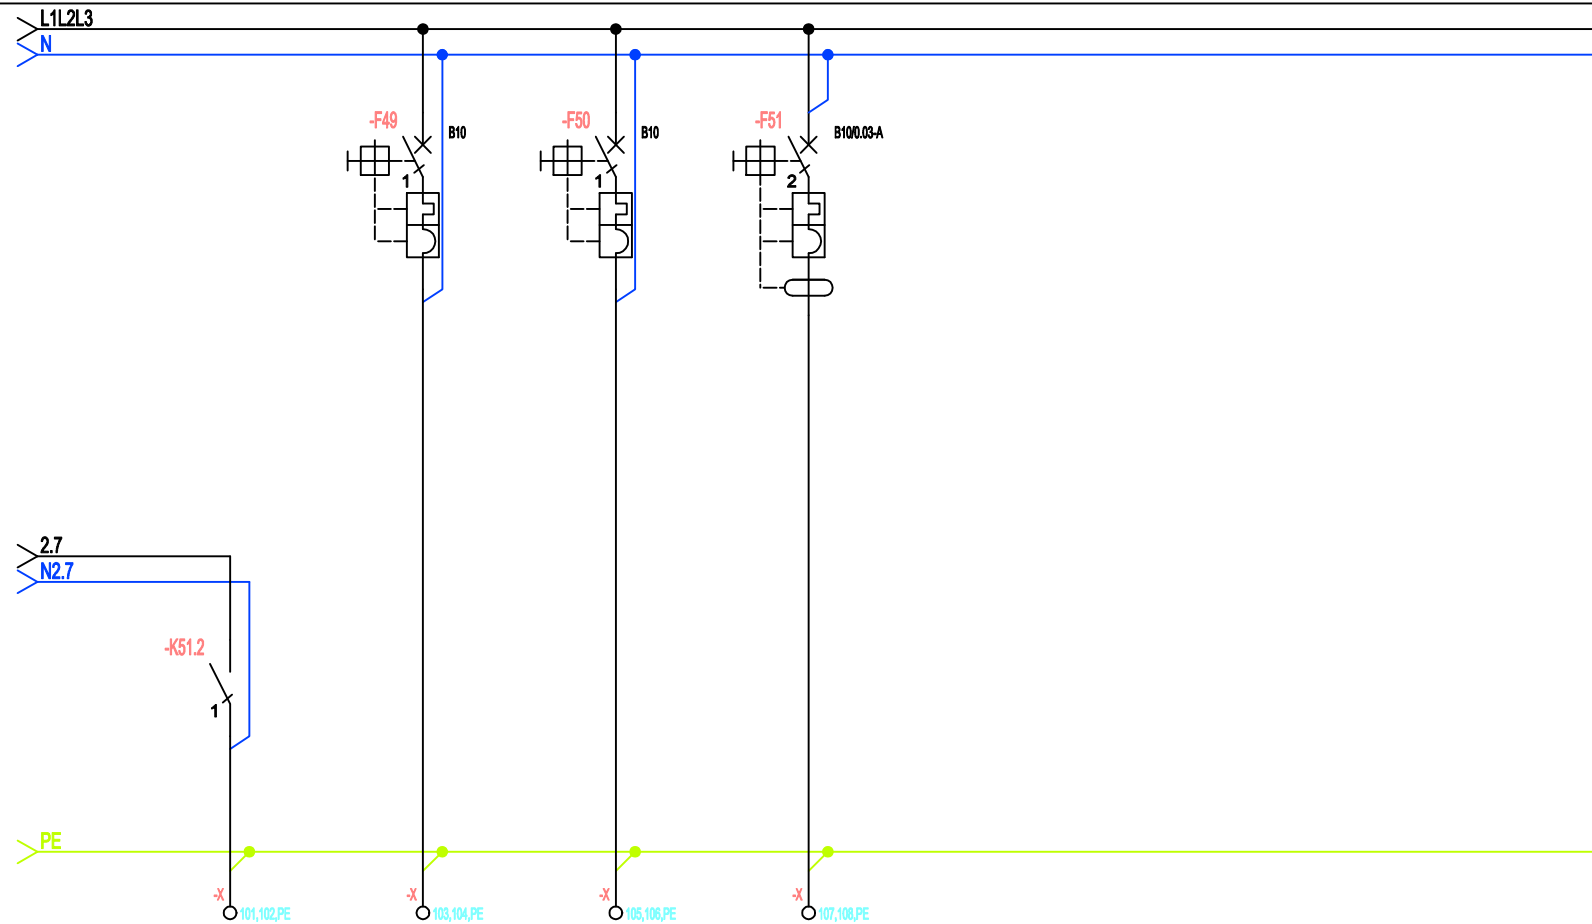 L1L2L3
N
-F49
B10
1
-F50
B10
1
-F51
B10/0.03-A
2
2.7
N2.7
-K51.2
1
PE
-X
101,102,PE
-X
103,104,PE
-X
105,106,PE
-X
107,108,PE